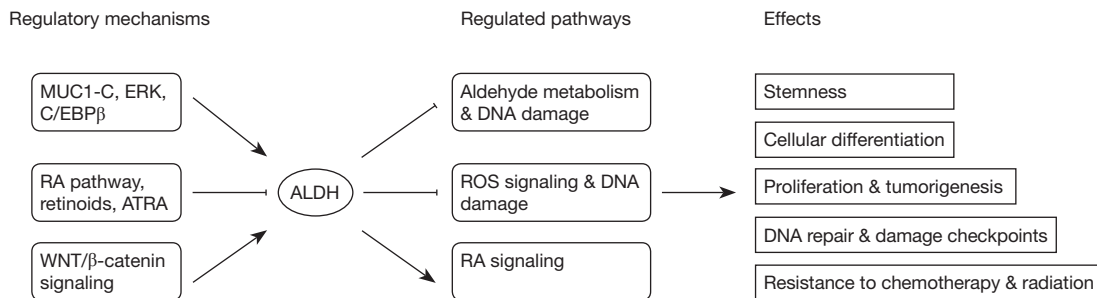 Regulatory mechanisms
Regulated pathways
Effects
MUC1-C, ERK,
C/EBPβ
RA pathway,
retinoids, ATRA
WNT/β-catenin
signaling
ALDH
Aldehyde metabolism
& DNA damage
ROS signaling & DNA
damage
RA signaling
Stemness
Cellular differentiation
Proliferation & tumorigenesis
DNA repair & damage checkpoints
Resistance to chemotherapy & radiation